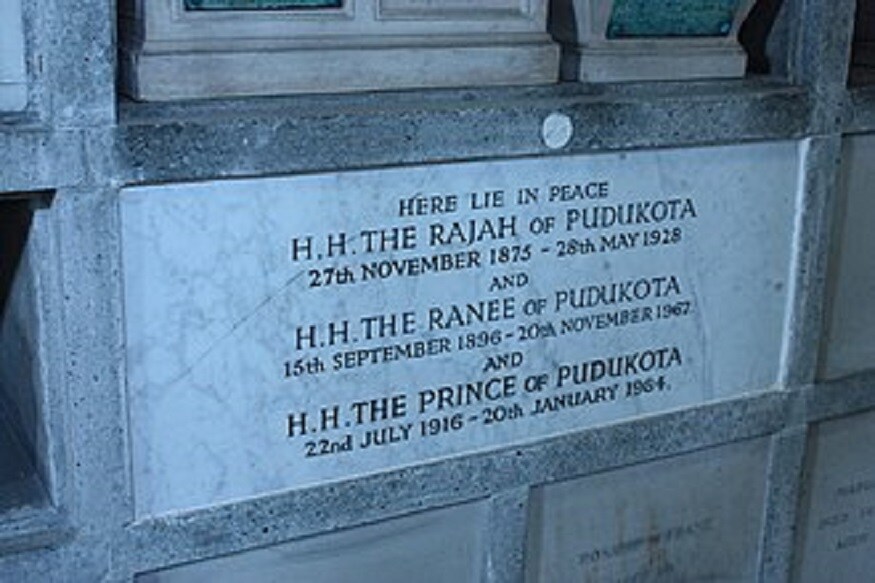 HERE LIE IN PEACE
H.H. THE RAJAH OF PUDUKOTA
27th NOVEMBER 1875 - 28th MAY 1928
AND
H.H. THE RANEE OF PUDUKOTA
15th SEPTEMBER 1896 - 20th NOVEMBER 1967
AND
H.H. THE PRINCE OF PUDUKOTA
22nd JULY 1916 - 20th JANUARY 1964.